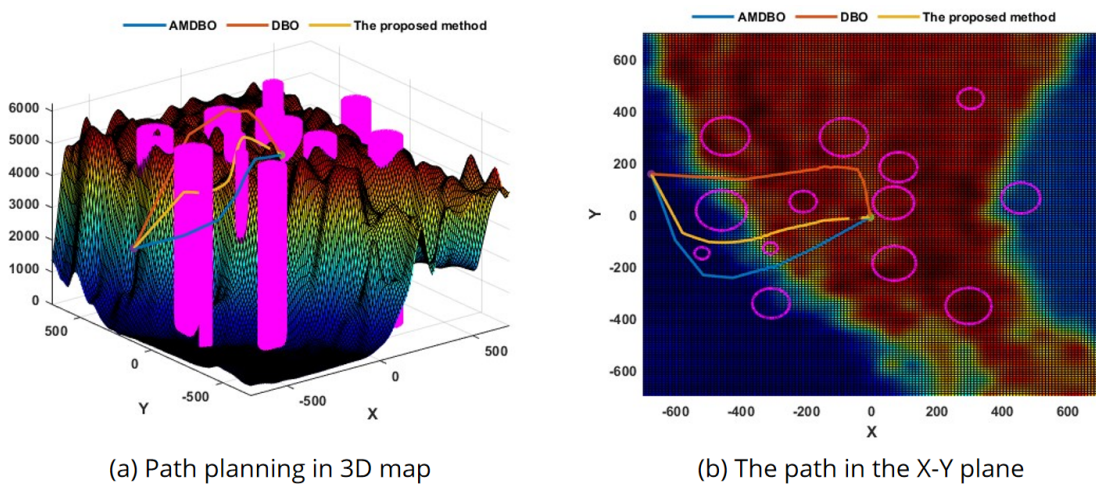 AMDBO DBO The proposed method
6000
5000
4000
3000
2000
1000
0
500
0
-500
Y
-500
0
500
X
(a) Path planning in 3D map
AMDBO DBO The proposed method
600
400
200
0
-200
-400
-600
Y
-600 -400 -200 0 200 400 600
X
(b) The path in the X-Y plane